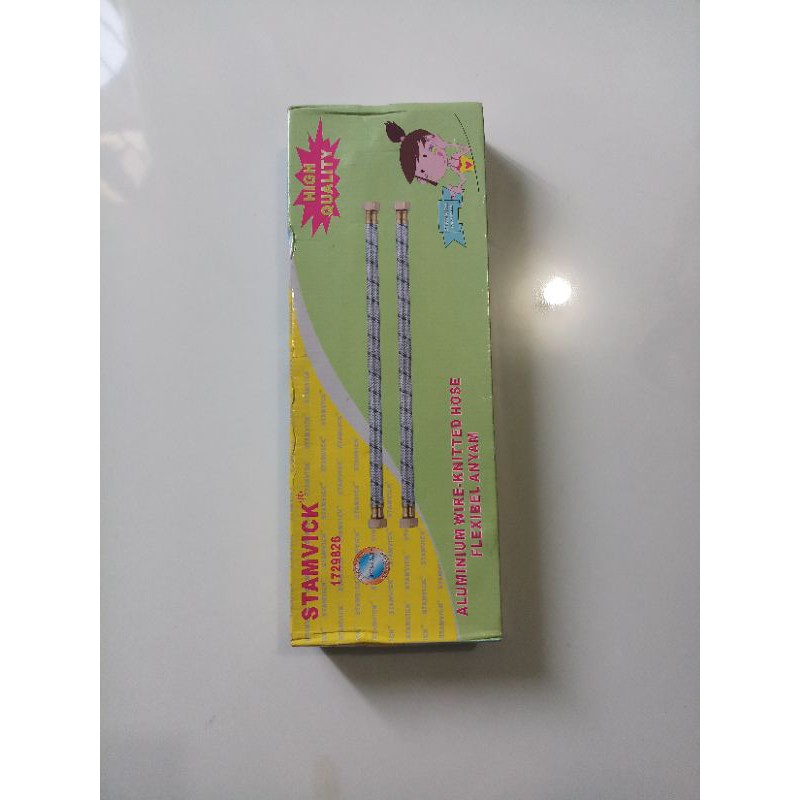 HIGH
QUALITY
STAMVICK®
1729826
ALUMINIUM WIRE-KNITTED HOSE
FLEXIBEL ANYAM